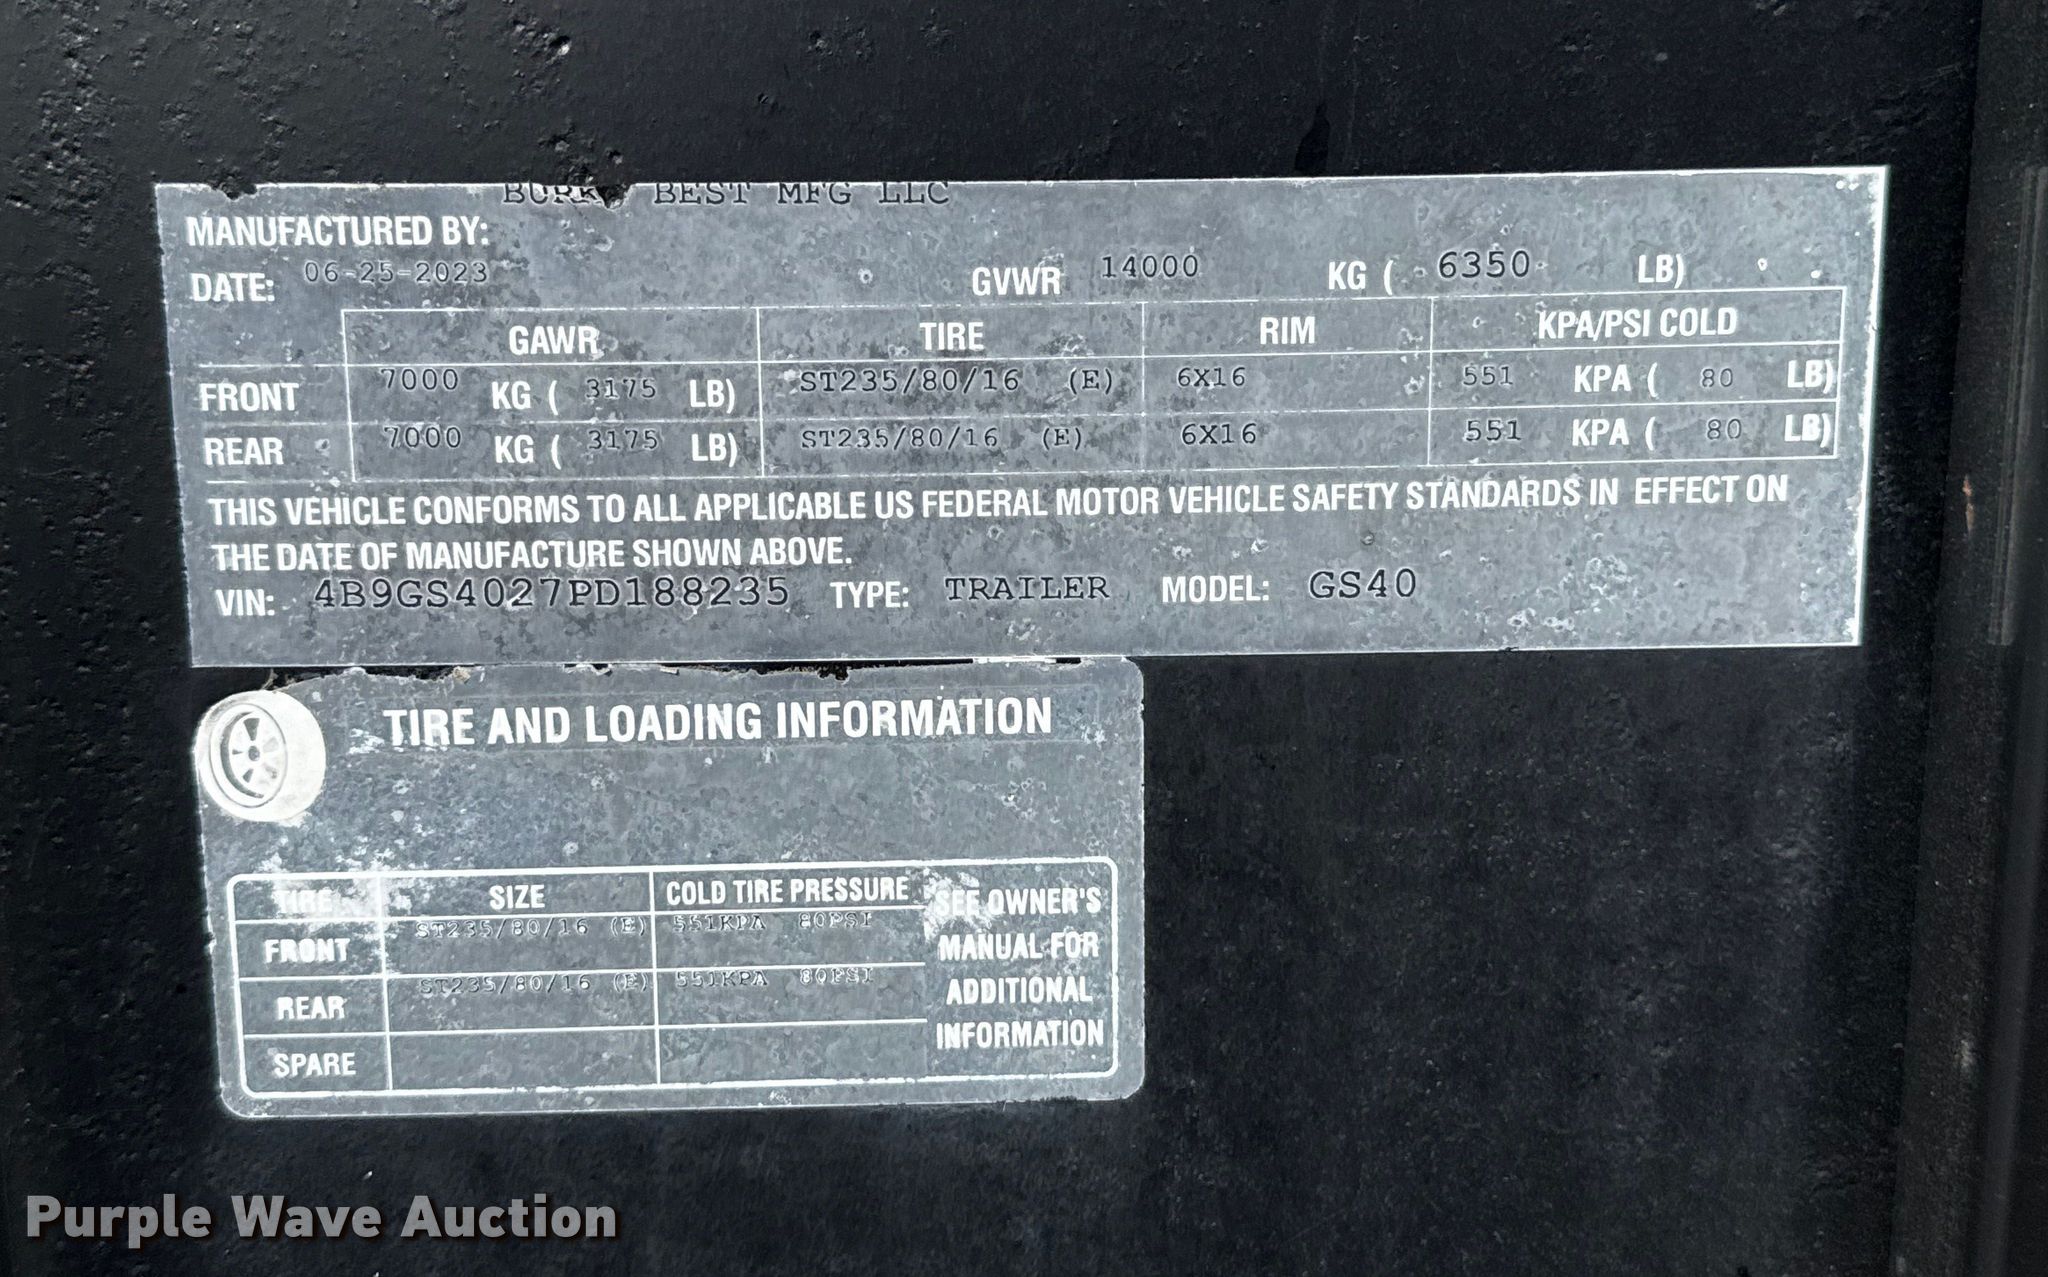 BEST MFG LLC
MANUFACTURED BY:
DATE: 06-25-2023 GVWR 14000 KG ( 6350 LB)
GAWR TIRE RIM KPA/PSI COLD
FRONT 7000 KG ( 3175 LB) ST235/80/16 (E) 6X16 551 KPA ( 80 LB)
REAR 7000 KG ( 3175 LB) ST235/80/16 (E) 6X16 551 KPA ( 80 LB)
THIS VEHICLE CONFORMS TO ALL APPLICABLE US FEDERAL MOTOR VEHICLE SAFETY STANDARDS IN EFFECT ON
THE DATE OF MANUFACTURE SHOWN ABOVE.
VIN: 4B9GS4027PD188235 TYPE: TRAILER MODEL: GS40
TIRE AND LOADING INFORMATION
TIRE SIZE COLD TIRE PRESSURE
FRONT ST235/80/16 (E) 551KPA 80PSI
REAR ST235/80/16 (E) 551KPA 80PSI
SPARE
SEE OWNER'S
MANUAL FOR
ADDITIONAL
INFORMATION
Purple Wave Auction